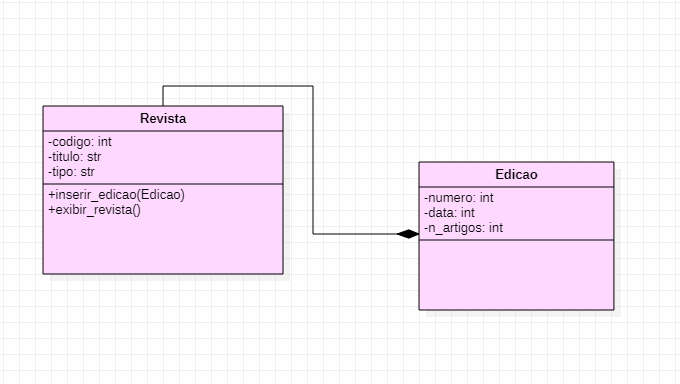 Revista
-codigo: int
-titulo: str
-tipo: str
+inserir_edicao(Edicao)
+exibir_revista()
Edicao
-numero: int
-data: int
-n_artigos: int